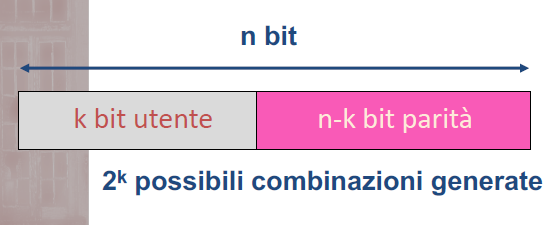 n bit
k bit utente
n-k bit parità
2ᵏ possibili combinazioni generate